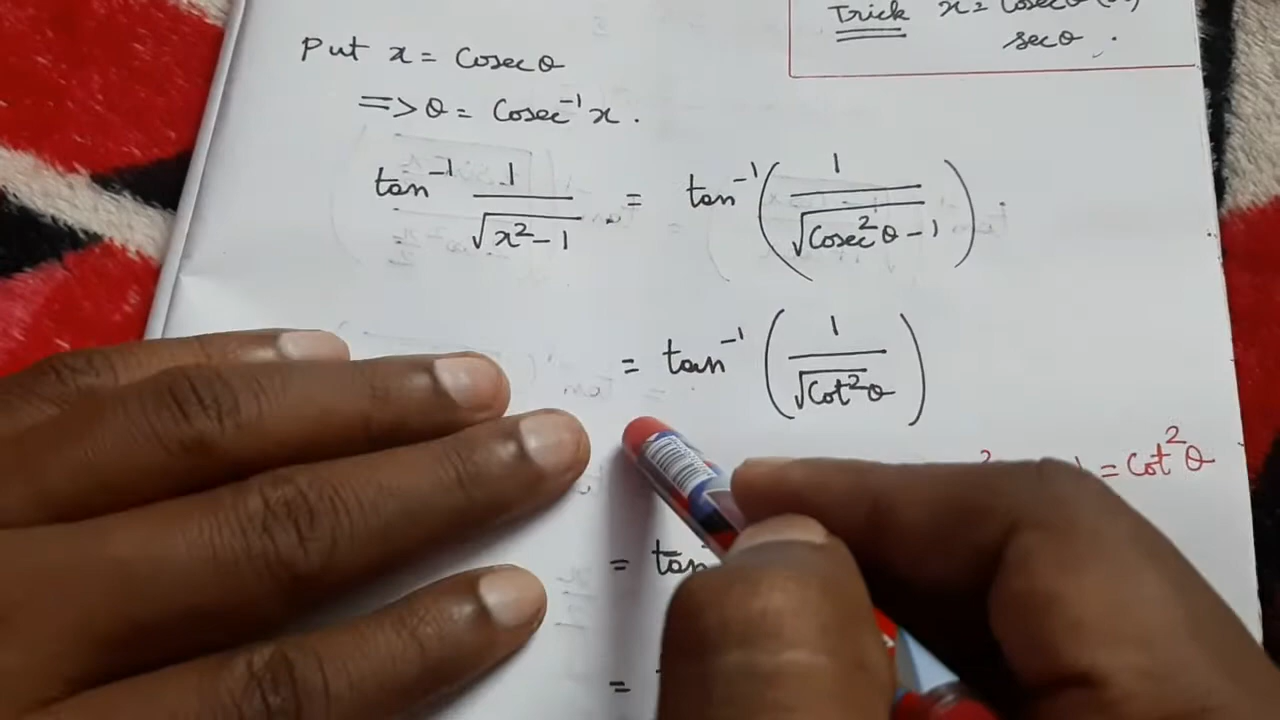 Trick x = Cosecθ
secθ.
Put x = Cosecθ
=> θ = Cosec⁻¹x.
tan⁻¹ 1/√(x²-1) = tan⁻¹(1/√(Cosec²θ-1))
= tan⁻¹(1/√(Cot²θ))
= Cot²θ
= tan
=